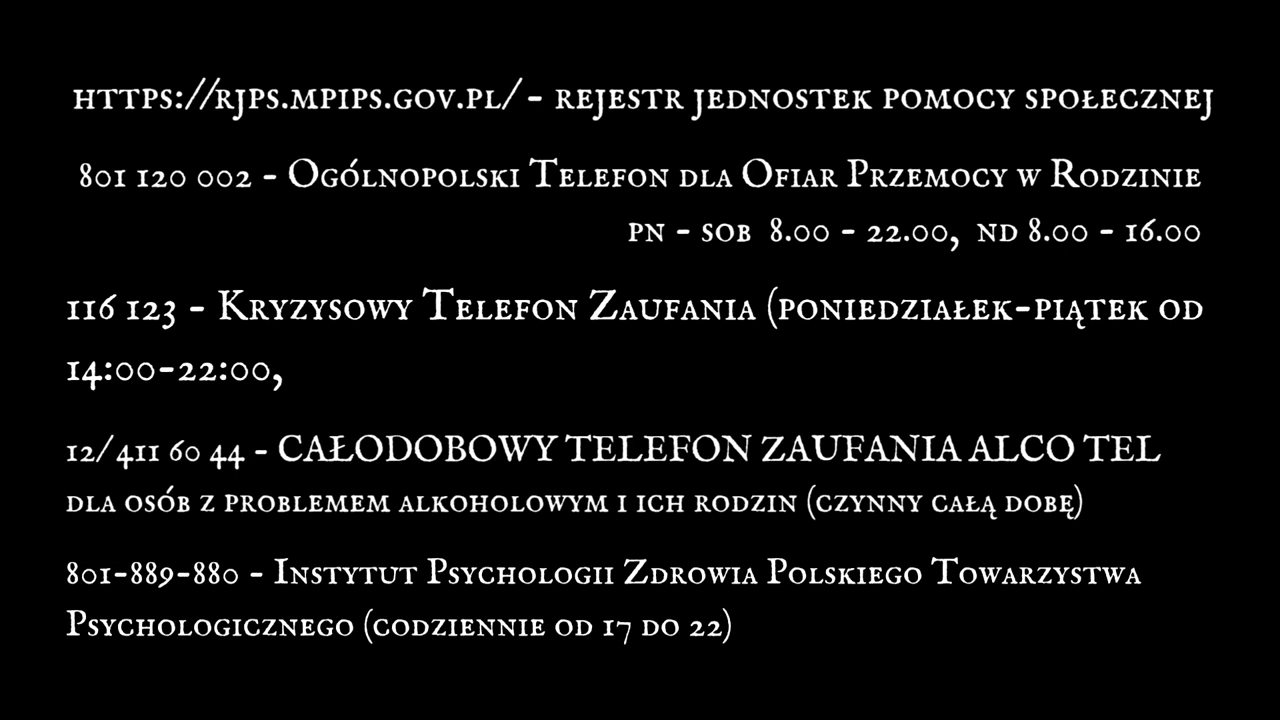 https://rjps.mpips.gov.pl/ - rejestr jednostek pomocy społecznej
801 120 002 - Ogólnopolski Telefon dla Ofiar Przemocy w Rodzinie
pn - sob 8.00 - 22.00, nd 8.00 - 16.00
116 123 - Kryzysowy Telefon Zaufania (poniedziałek-piątek od
14:00-22:00,
12/411 60 44 - CAŁODOBOWY TELEFON ZAUFANIA ALCO TEL
dla osób z problemem alkoholowym i ich rodzin (czynny całą dobę)
801-889-880 - Instytut Psychologii Zdrowia Polskiego Towarzystwa
Psychologicznego (codziennie od 17 do 22)